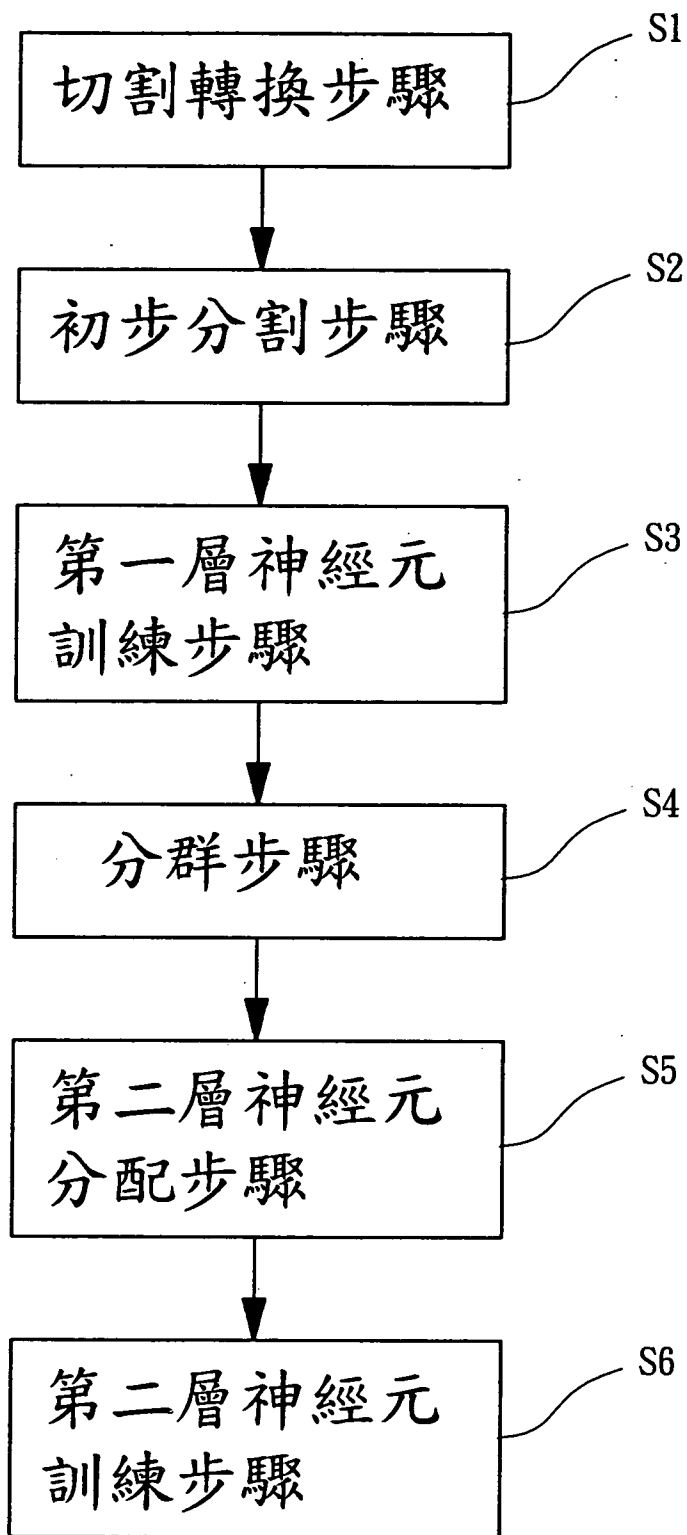 S1
切割轉換步驟
S2
初步分割步驟
S3
第一層神經元
訓練步驟
S4
分群步驟
S5
第二層神經元
分配步驟
S6
第二層神經元
訓練步驟